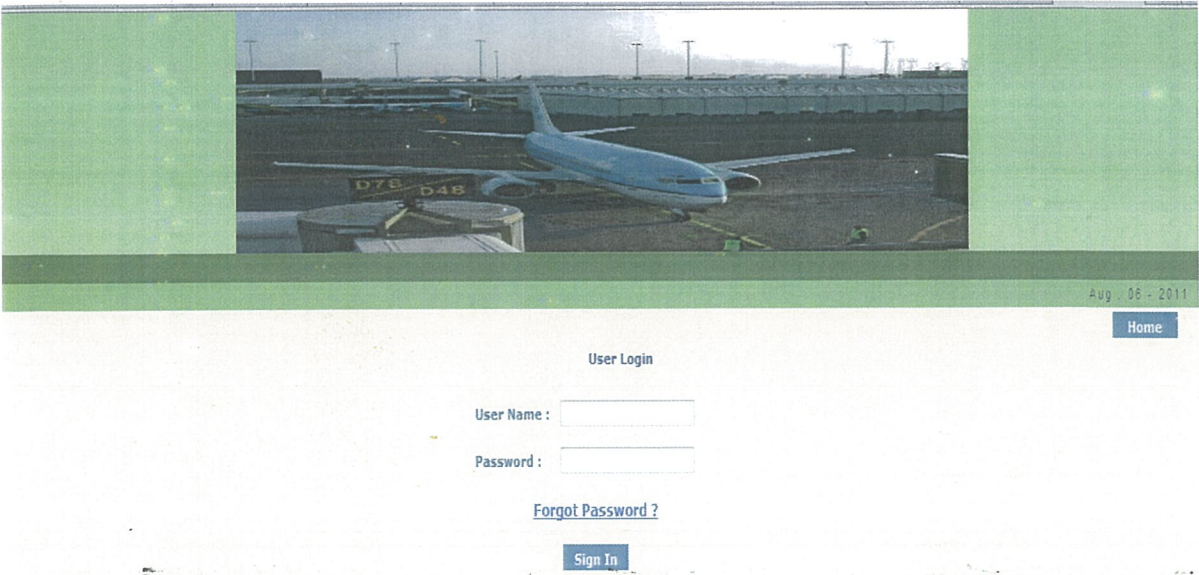 D78 D48
Aug . 06 - 2011
Home
User Login
User Name :
Password :
Forgot Password ?
Sign In